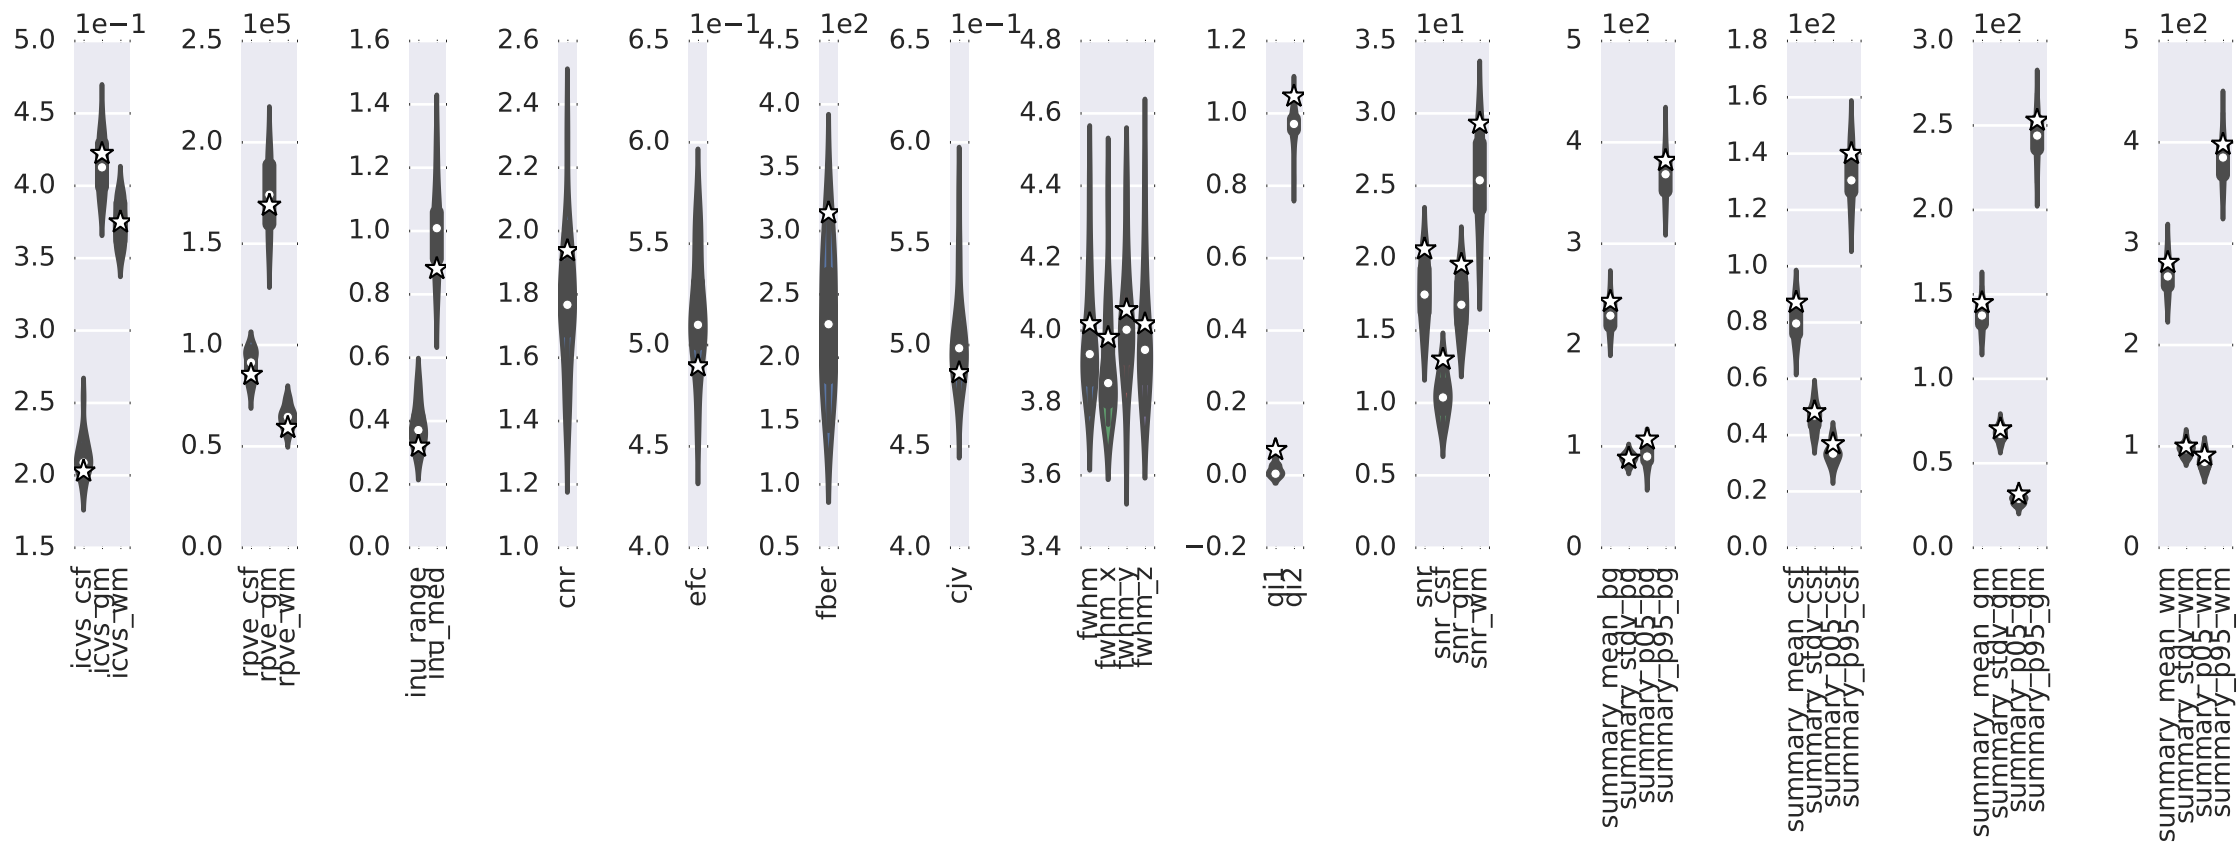 1e−1
5.0
4.5
4.0
3.5
3.0
2.5
2.0
1.5
icvs_csf
icvs_gm
icvs_wm
1e5
2.5
2.0
1.5
1.0
0.5
0.0
rpve_csf
rpve_gm
rpve_wm
1.6
1.4
1.2
1.0
0.8
0.6
0.4
0.2
0.0
inu_range
inu_med
2.6
2.4
2.2
2.0
1.8
1.6
1.4
1.2
1.0
cnr
1e−1
6.5
6.0
5.5
5.0
4.5
4.0
efc
1e2
4.5
4.0
3.5
3.0
2.5
2.0
1.5
1.0
0.5
fber
1e−1
6.5
6.0
5.5
5.0
4.5
4.0
cjv
4.8
4.6
4.4
4.2
4.0
3.8
3.6
3.4
fwhm
fwhm_x
fwhm_y
fwhm_z
1.2
1.0
0.8
0.6
0.4
0.2
0.0
−0.2
qi1
qi2
1e1
3.5
3.0
2.5
2.0
1.5
1.0
0.5
0.0
snr
snr_csf
snr_gm
snr_wm
1e2
5
4
3
2
1
0
summary_mean_bg
summary_stdv_bg
summary_p05_bg
summary_p95_bg
1e2
1.8
1.6
1.4
1.2
1.0
0.8
0.6
0.4
0.2
0.0
summary_mean_csf
summary_stdv_csf
summary_p05_csf
summary_p95_csf
1e2
3.0
2.5
2.0
1.5
1.0
0.5
0.0
summary_mean_gm
summary_stdv_gm
summary_p05_gm
summary_p95_gm
1e2
5
4
3
2
1
0
summary_mean_wm
summary_stdv_wm
summary_p05_wm
summary_p95_wm